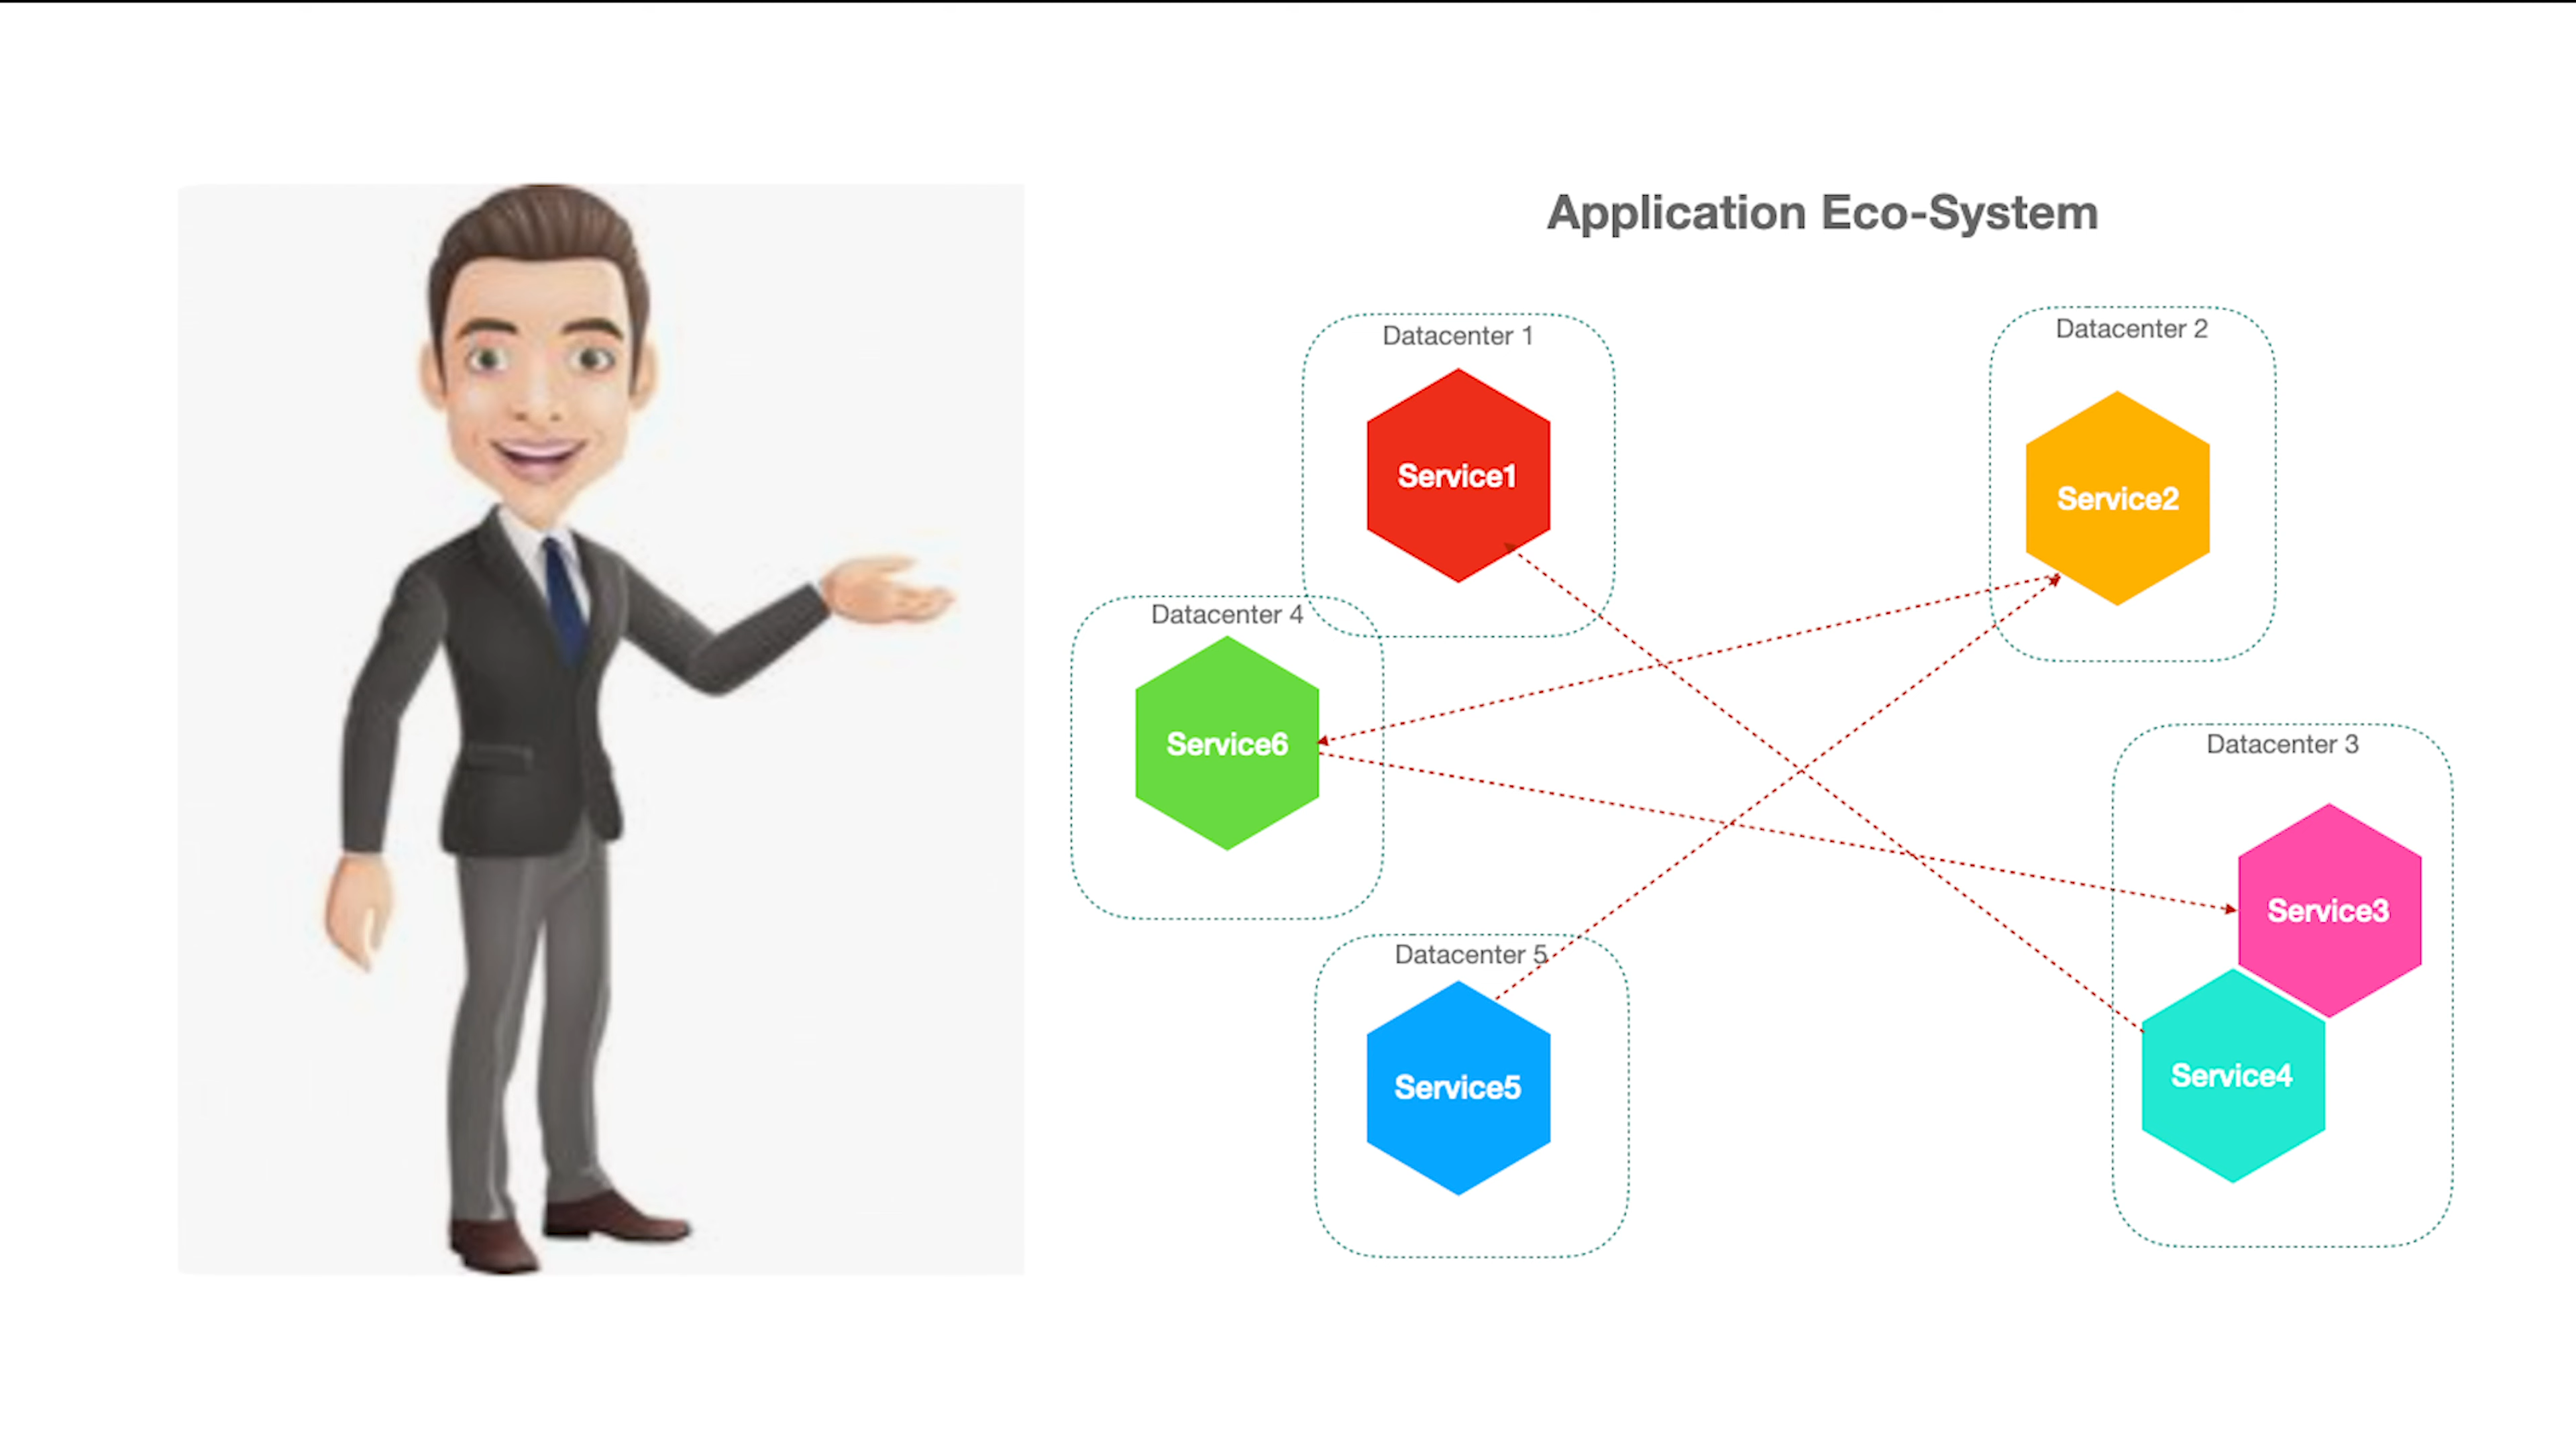 Application Eco-System
Datacenter 1
Datacenter 2
Service1
Service2
Datacenter 4
Service6
Datacenter 3
Service3
Datacenter 5
Service5
Service4